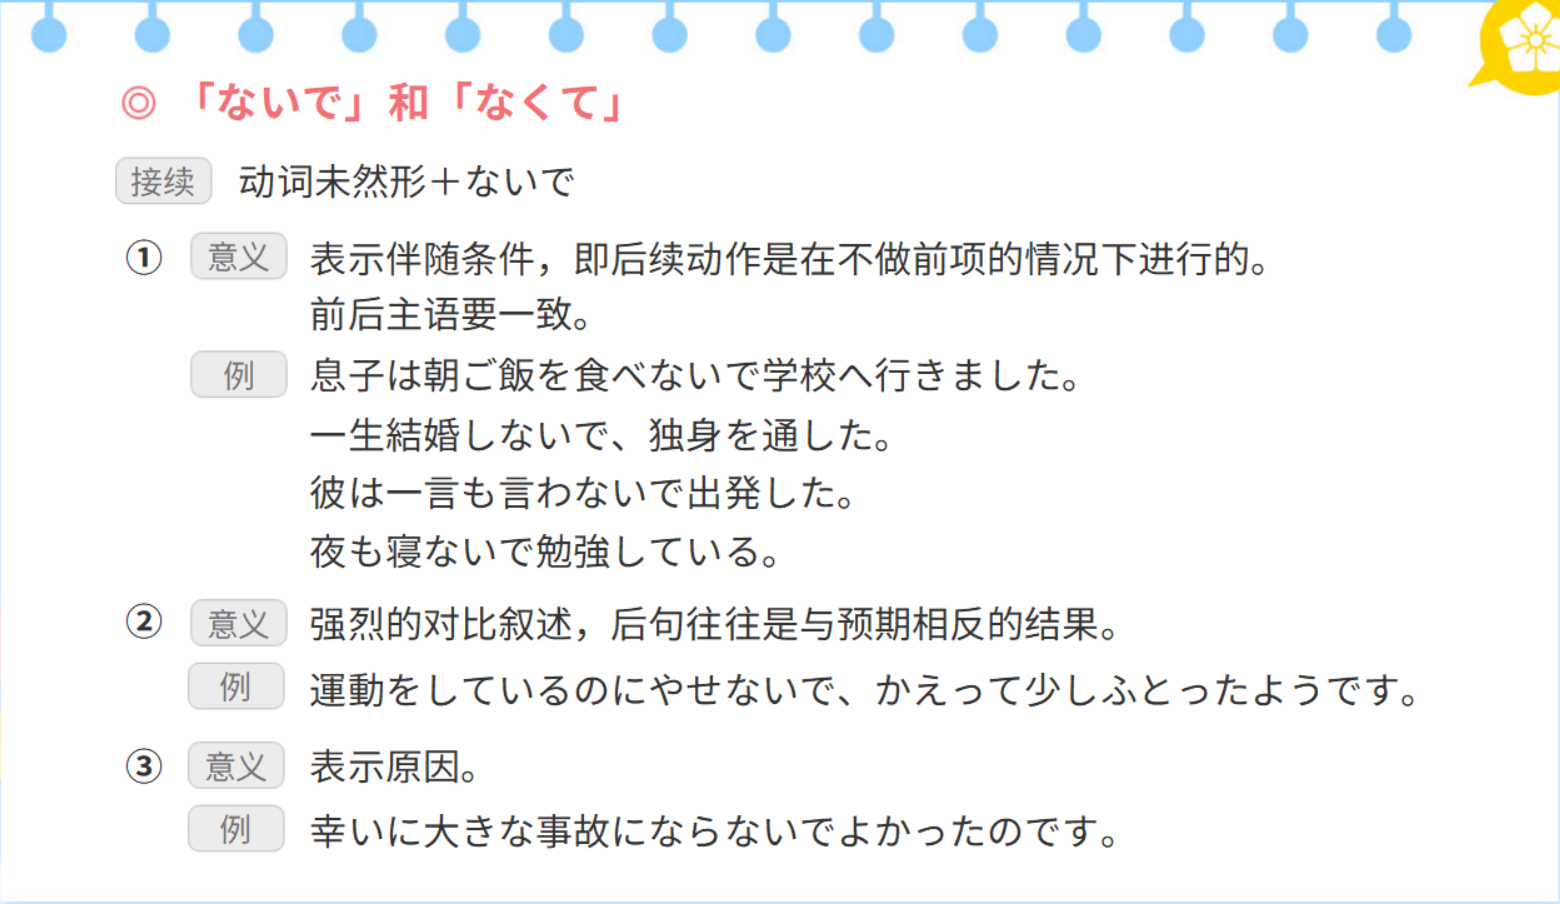 ◎ 「ないで」和「なくて」
接续 动词未然形＋ないで
① 意义 表示伴随条件，即后续动作是在不做前项的情况下进行的。
前后主语要一致。
例 息子は朝ご飯を食べないで学校へ行きました。
一生結婚しないで、独身を通した。
彼は一言も言わないで出発した。
夜も寝ないで勉強している。
② 意义 强烈的对比叙述，后句往往是与预期相反的结果。
例 運動をしているのにやせないで、かえって少しふとったようです。
③ 意义 表示原因。
例 幸いに大きな事故にならないでよかったのです。